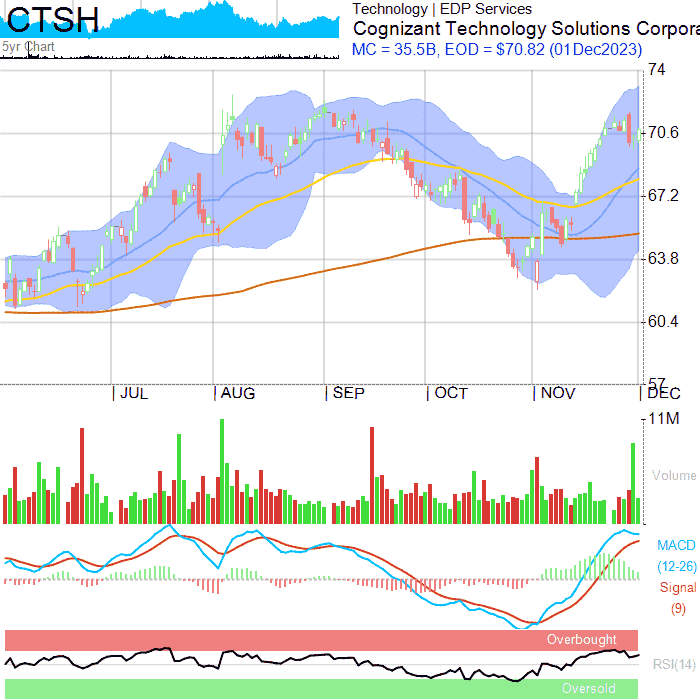 CTSH
Technology | EDP Services
Cognizant Technology Solutions Corpora
MC = 35.5B, EOD = $70.82 (01Dec2023)
5yr Chart
74
70.6
67.2
63.8
60.4
57
| JUL | AUG | SEP | OCT | NOV | DEC
11M
Volume
MACD
(12-26)
Signal
(9)
Overbought
RSI(14)
Oversold